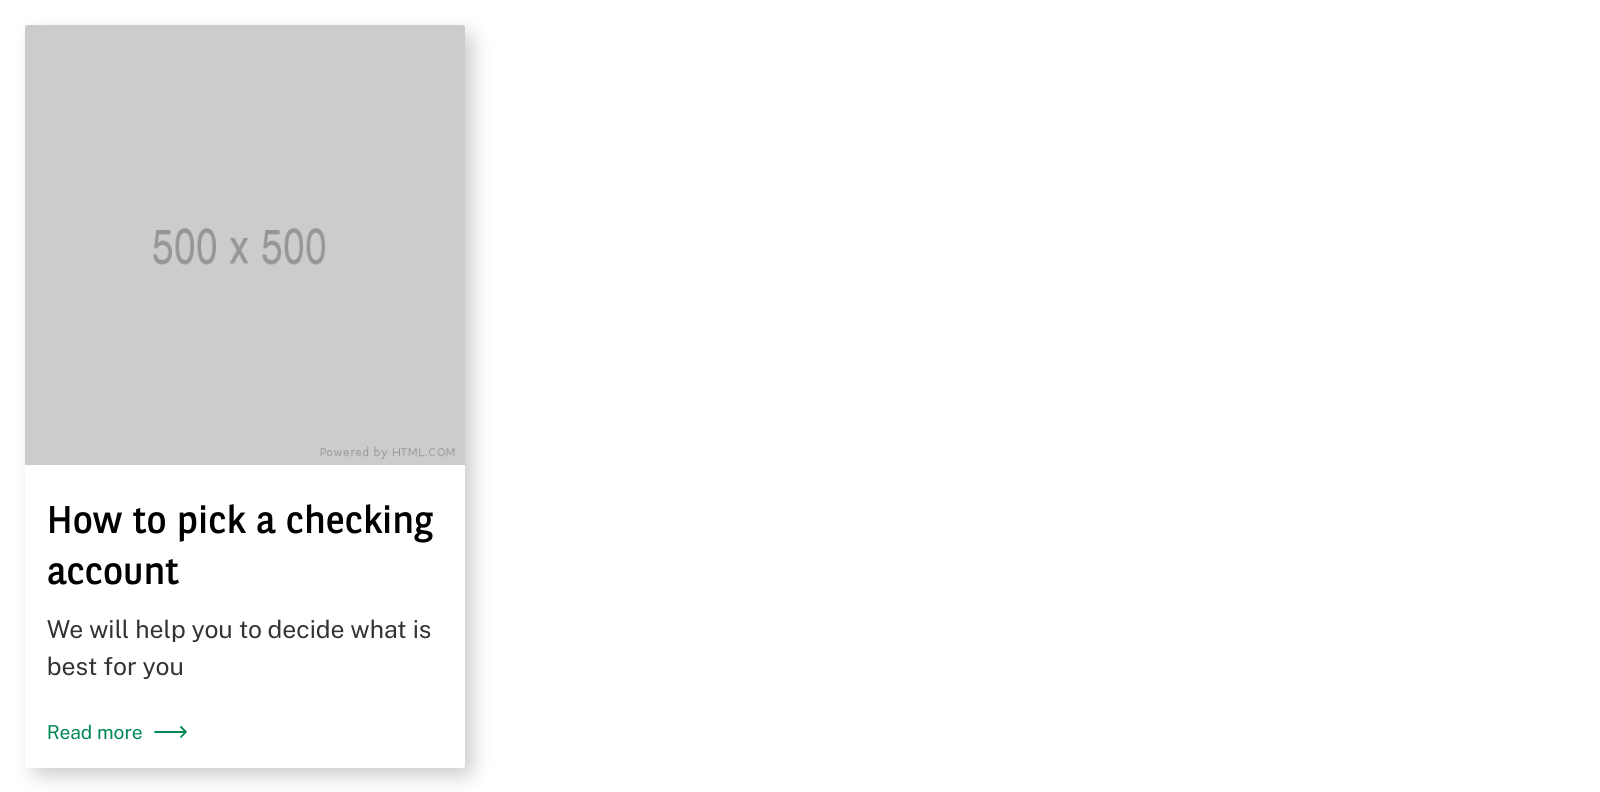 500 x 500
Powered by HTML.COM
How to pick a checking
account
We will help you to decide what is
best for you
Read more